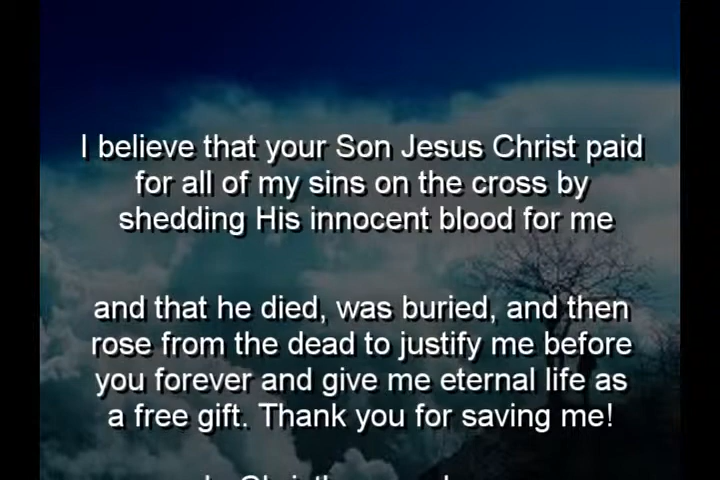 I believe that your Son Jesus Christ paid
for all of my sins on the cross by
shedding His innocent blood for me
and that he died, was buried, and then
rose from the dead to justify me before
you forever and give me eternal life as
a free gift. Thank you for saving me!